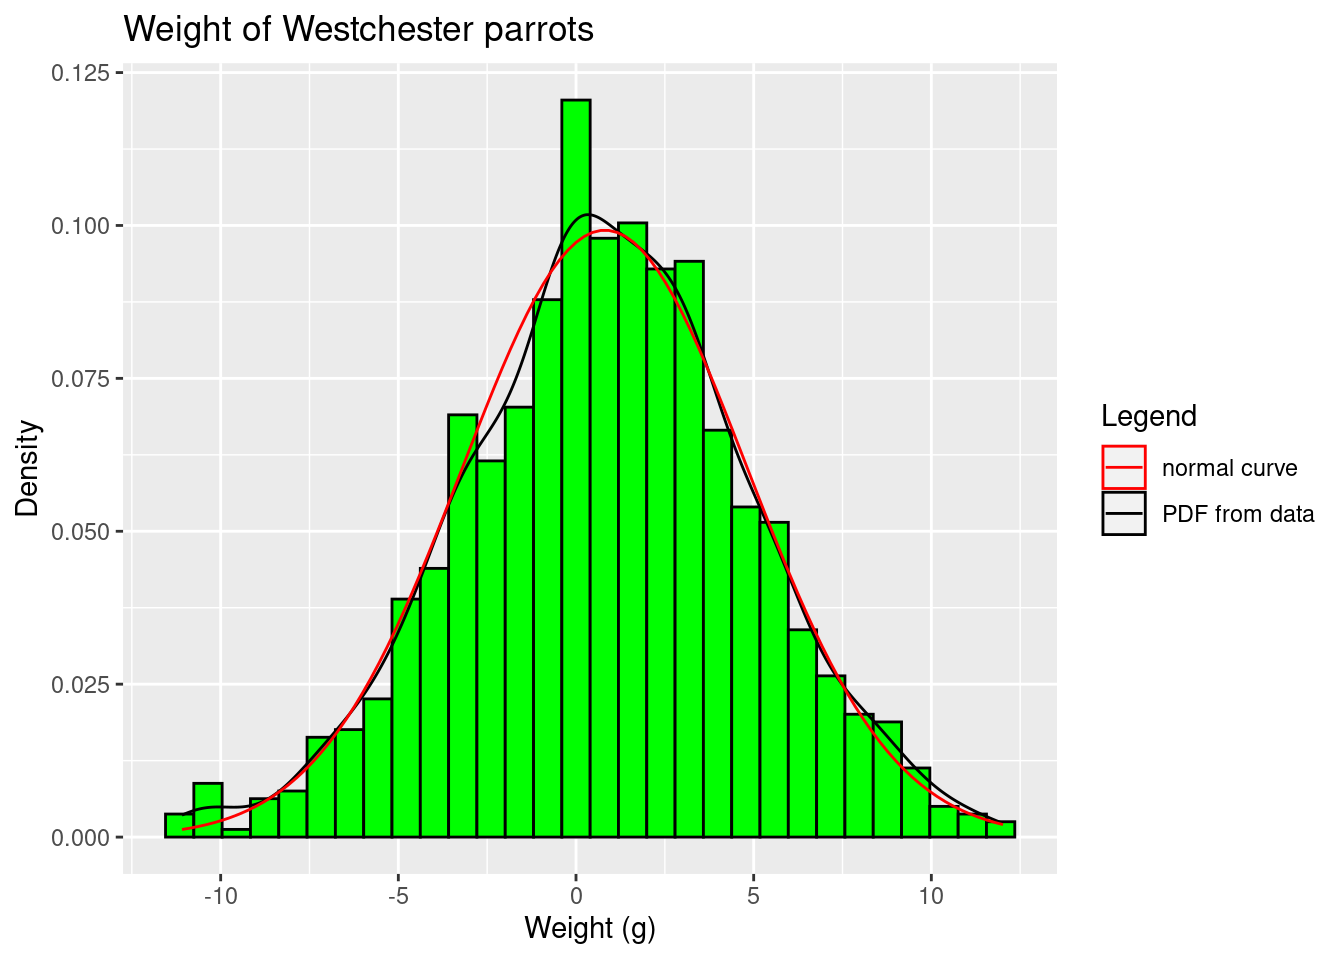 Weight of Westchester parrots
Density
0.125
0.100
0.075
0.050
0.025
0.000
-10 -5 0 5 10
Weight (g)
Legend
normal curve
PDF from data